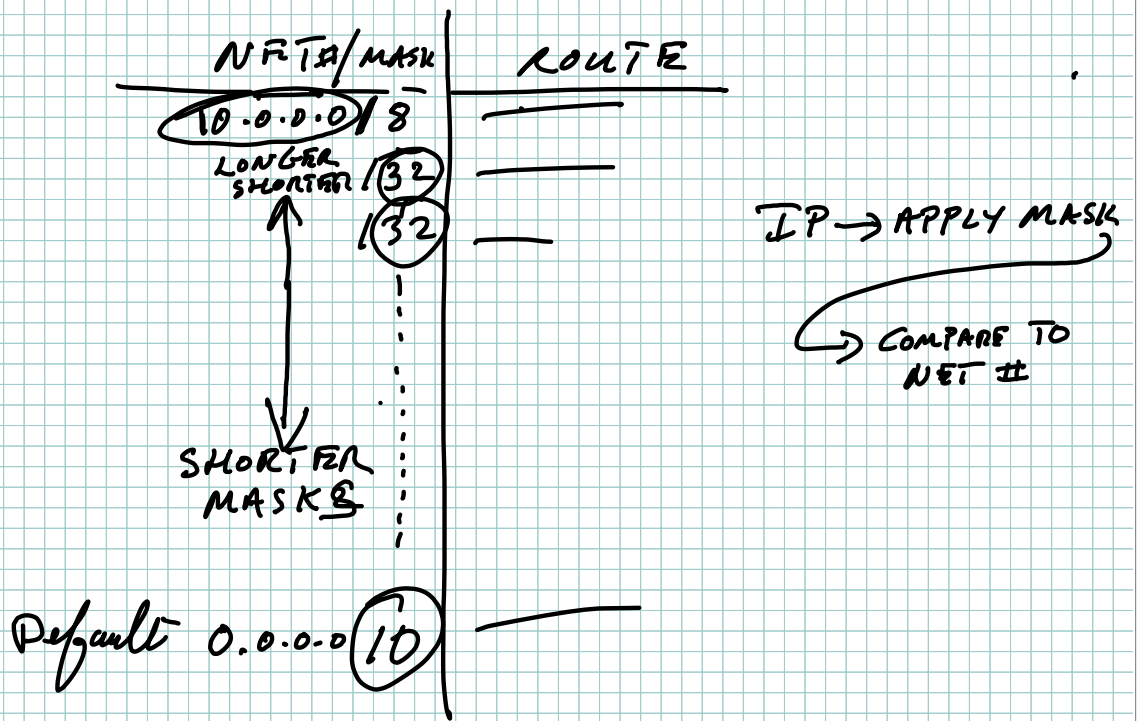 NET#/MASK ROUTE
10.0.0.0/8
LONGER
SHORTER /32
/32
IP → APPLY MASK
→ COMPARE TO
NET #
SHORTER
MASKS
Default 0.0.0.0/0